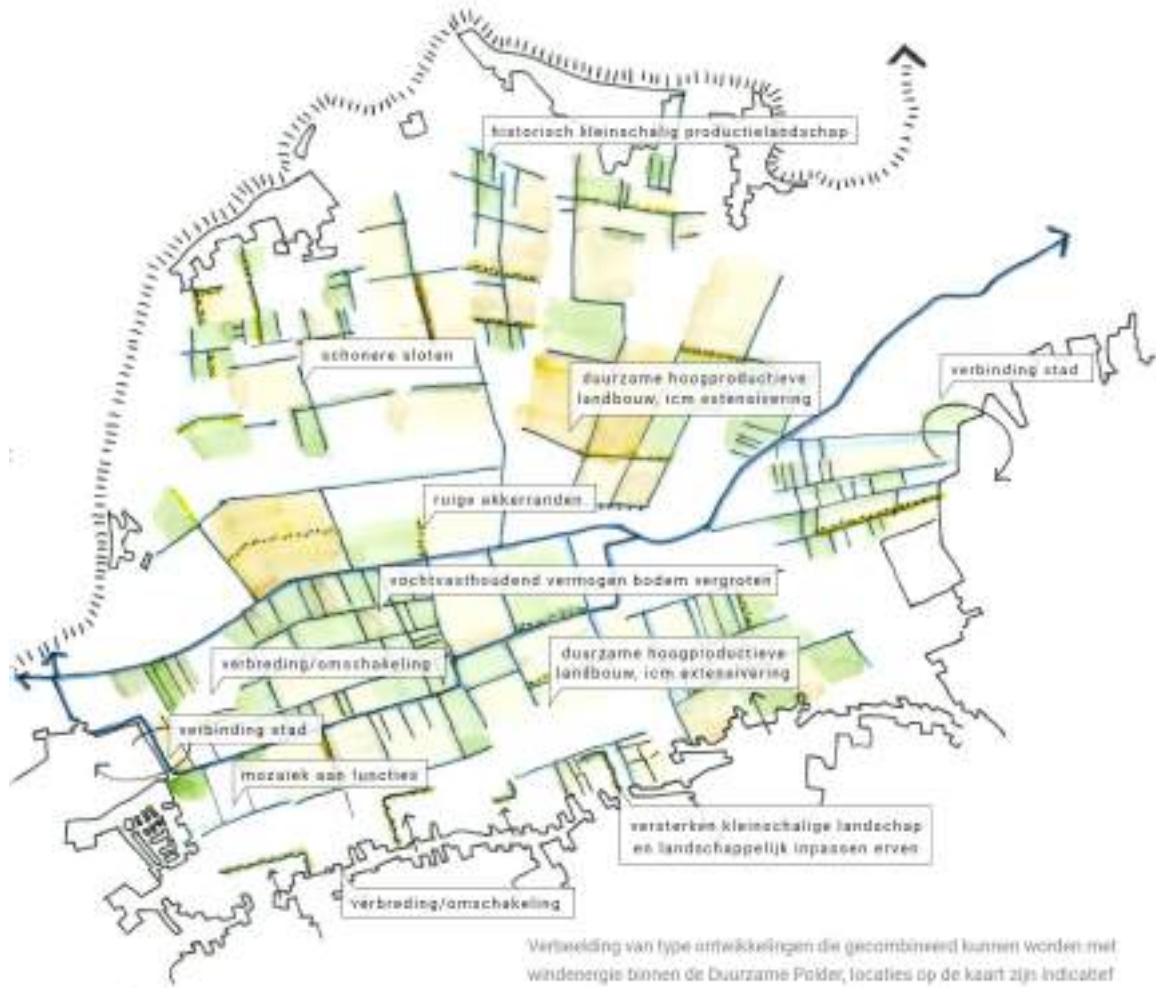 historisch kleinschalig productielandschap
schonere sloten
duurzame hoogproductieve
landbouw, icm extensivering
verbinding stad
ruige akkerranden
vochtvasthoudend vermogen bodem vergroten
verbreding/omschakeling
duurzame hoogproductieve
landbouw, icm extensivering
verbinding stad
mozaiek aan functies
versterken kleinschalige landschap
en landschappelijk inpassen erven
verbreding/omschakeling
Verbeelding van type ontwikkelingen die gecombineerd kunnen worden met
windenergie binnen de Duurzame Polder, locaties op de kaart zijn indicatief